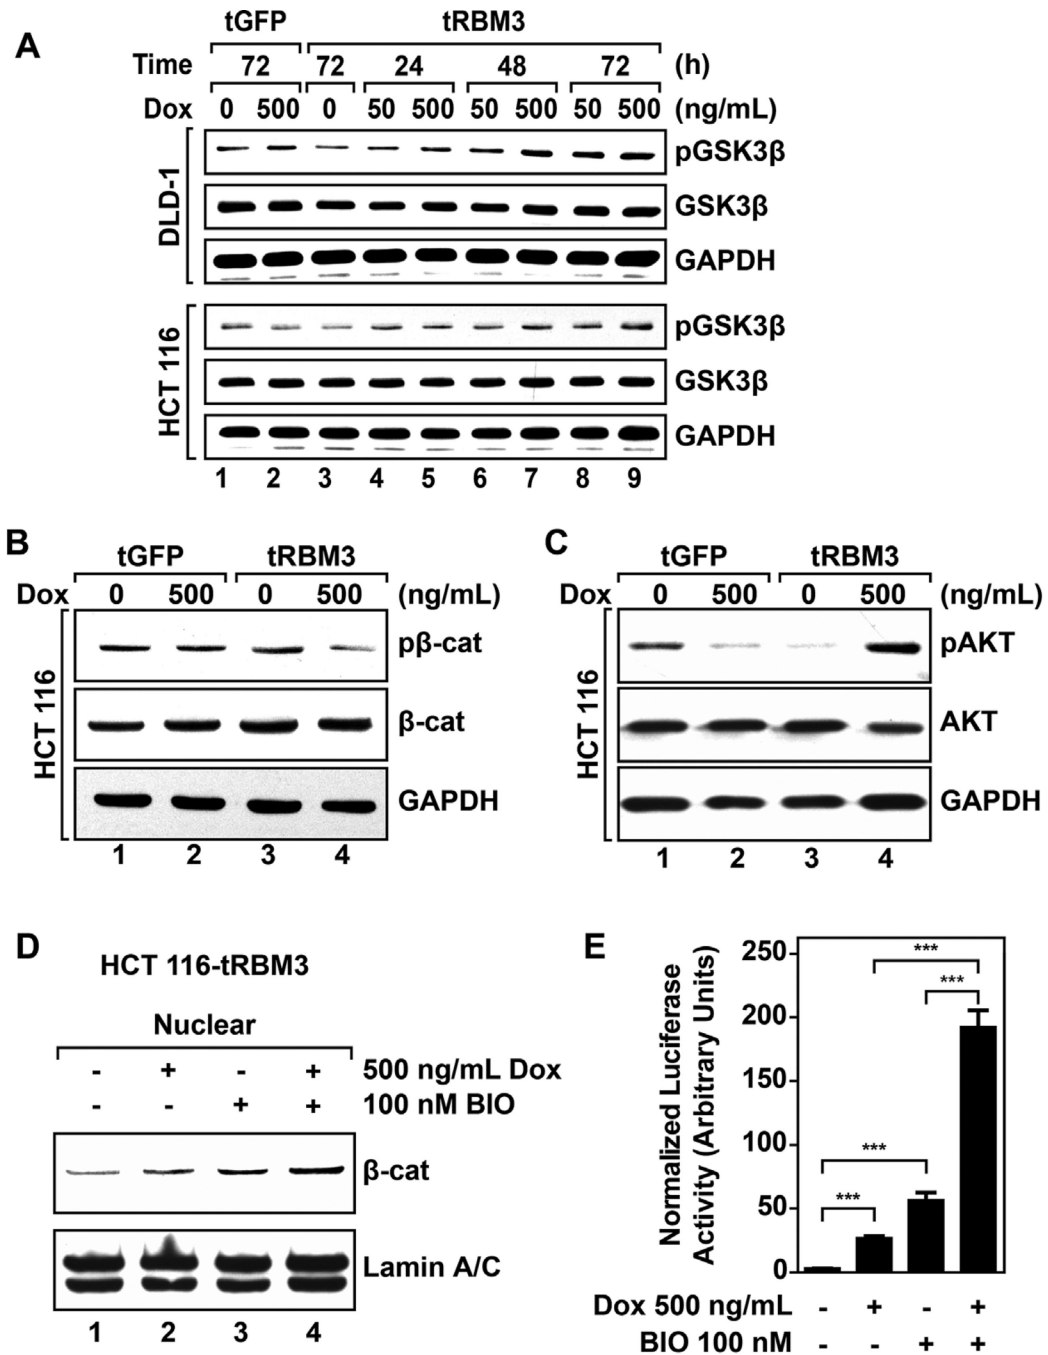 A
tGFP tRBM3
Time 72 72 24 48 72 (h)
Dox 0 500 0 50 500 50 500 50 500 (ng/mL)
DLD-1
pGSK3β
GSK3β
GAPDH
HCT 116
pGSK3β
GSK3β
GAPDH
1 2 3 4 5 6 7 8 9
B
tGFP tRBM3
Dox 0 500 0 500 (ng/mL)
HCT 116
pβ-cat
β-cat
GAPDH
1 2 3 4
C
tGFP tRBM3
Dox 0 500 0 500 (ng/mL)
HCT 116
pAKT
AKT
GAPDH
1 2 3 4
D
HCT 116-tRBM3
Nuclear
- + - + 500 ng/mL Dox
- - + + 100 nM BIO
β-cat
Lamin A/C
1 2 3 4
E
Normalized Luciferase
Activity (Arbitrary Units)
250
200
150
100
50
0
***
***
***
***
Dox 500 ng/mL - + - +
BIO 100 nM - - + +